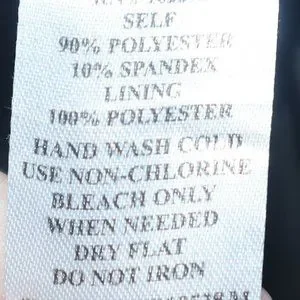 SELF
90% POLYESTER
10% SPANDEX
LINING
100% POLYESTER
HAND WASH COLD
USE NON-CHLORINE
BLEACH ONLY
WHEN NEEDED
DRY FLAT
DO NOT IRON